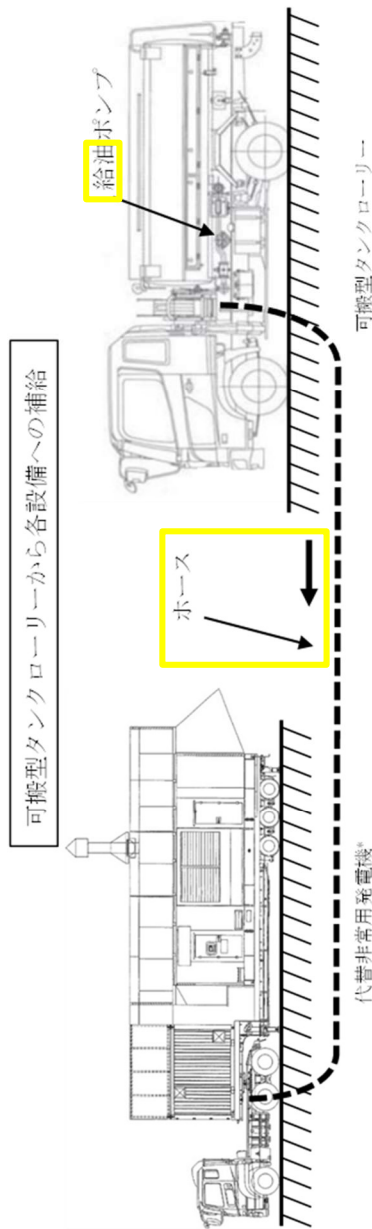 可搬型タンクローリーから各設備への補給
給油ポンプ
ホース
代替非常用発電機*
可搬型タンクローリー